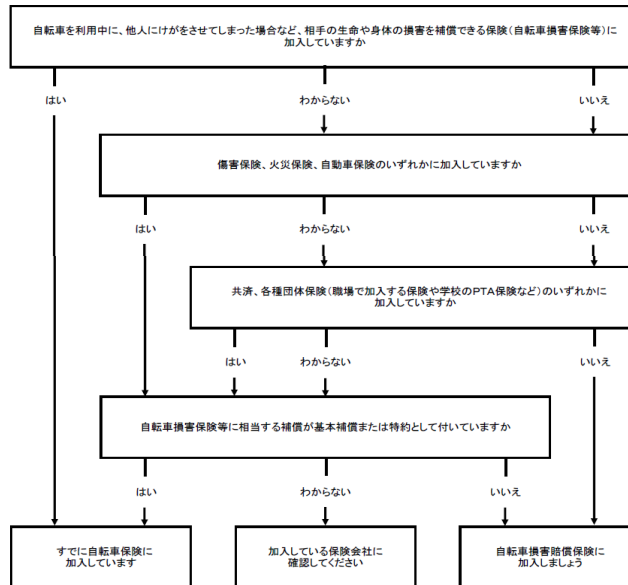 自転車を利用中に、他人にけがをさせてしまった場合など、相手の生命や身体の損害を補償できる保険（自転車損害保険等）に
加入していますか
はい
わからない
いいえ
傷害保険、火災保険、自動車保険のいずれかに加入していますか
はい
わからない
いいえ
共済、各種団体保険（職場で加入する保険や学校のPTA保険など）のいずれかに
加入していますか
はい
わからない
いいえ
自転車損害保険等に相当する補償が基本補償または特約として付いていますか
はい
わからない
いいえ
すでに自転車保険に
加入しています
加入している保険会社に
確認してください
自転車損害賠償保険に
加入しましょう